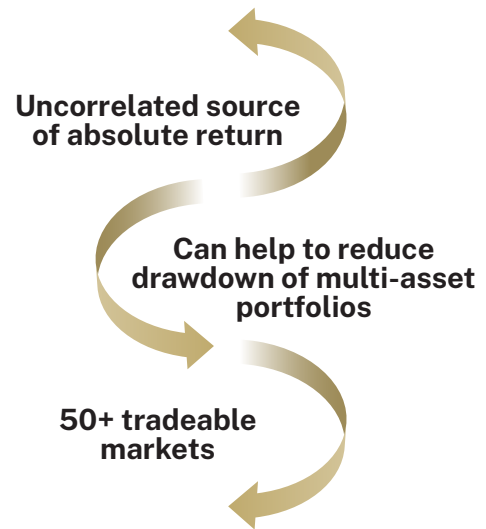 Uncorrelated source
of absolute return
Can help to reduce
drawdown of multi-asset
portfolios
50+ tradeable
markets